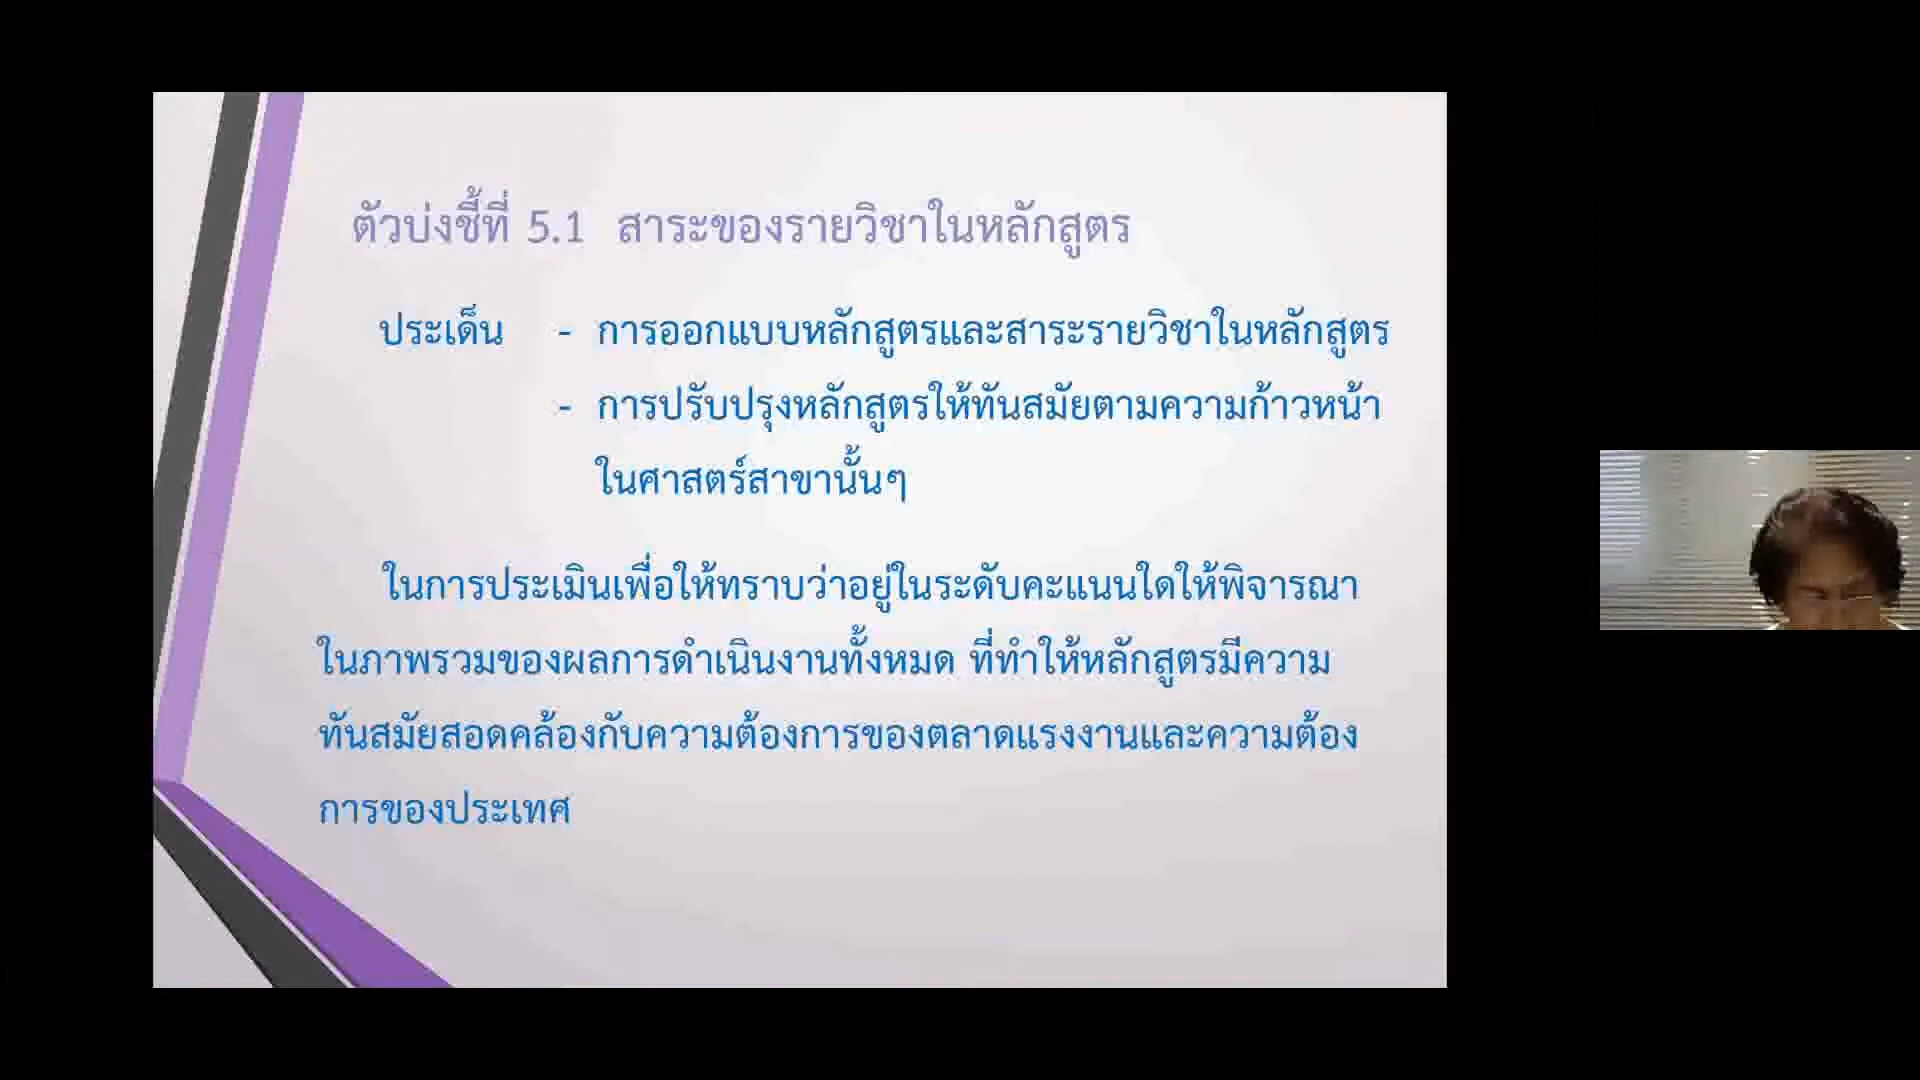 ตัวบ่งชี้ที่ 5.1 สาระของรายวิชาในหลักสูตร
ประเด็น - การออกแบบหลักสูตรและสาระรายวิชาในหลักสูตร
- การปรับปรุงหลักสูตรให้ทันสมัยตามความก้าวหน้า
ในศาสตร์สาขานั้นๆ
ในการประเมินเพื่อให้ทราบว่าอยู่ในระดับคะแนนใดให้พิจารณา
ในภาพรวมของผลการดำเนินงานทั้งหมด ที่ทำให้หลักสูตรมีความ
ทันสมัยสอดคล้องกับความต้องการของตลาดแรงงานและความต้อง
การของประเทศ